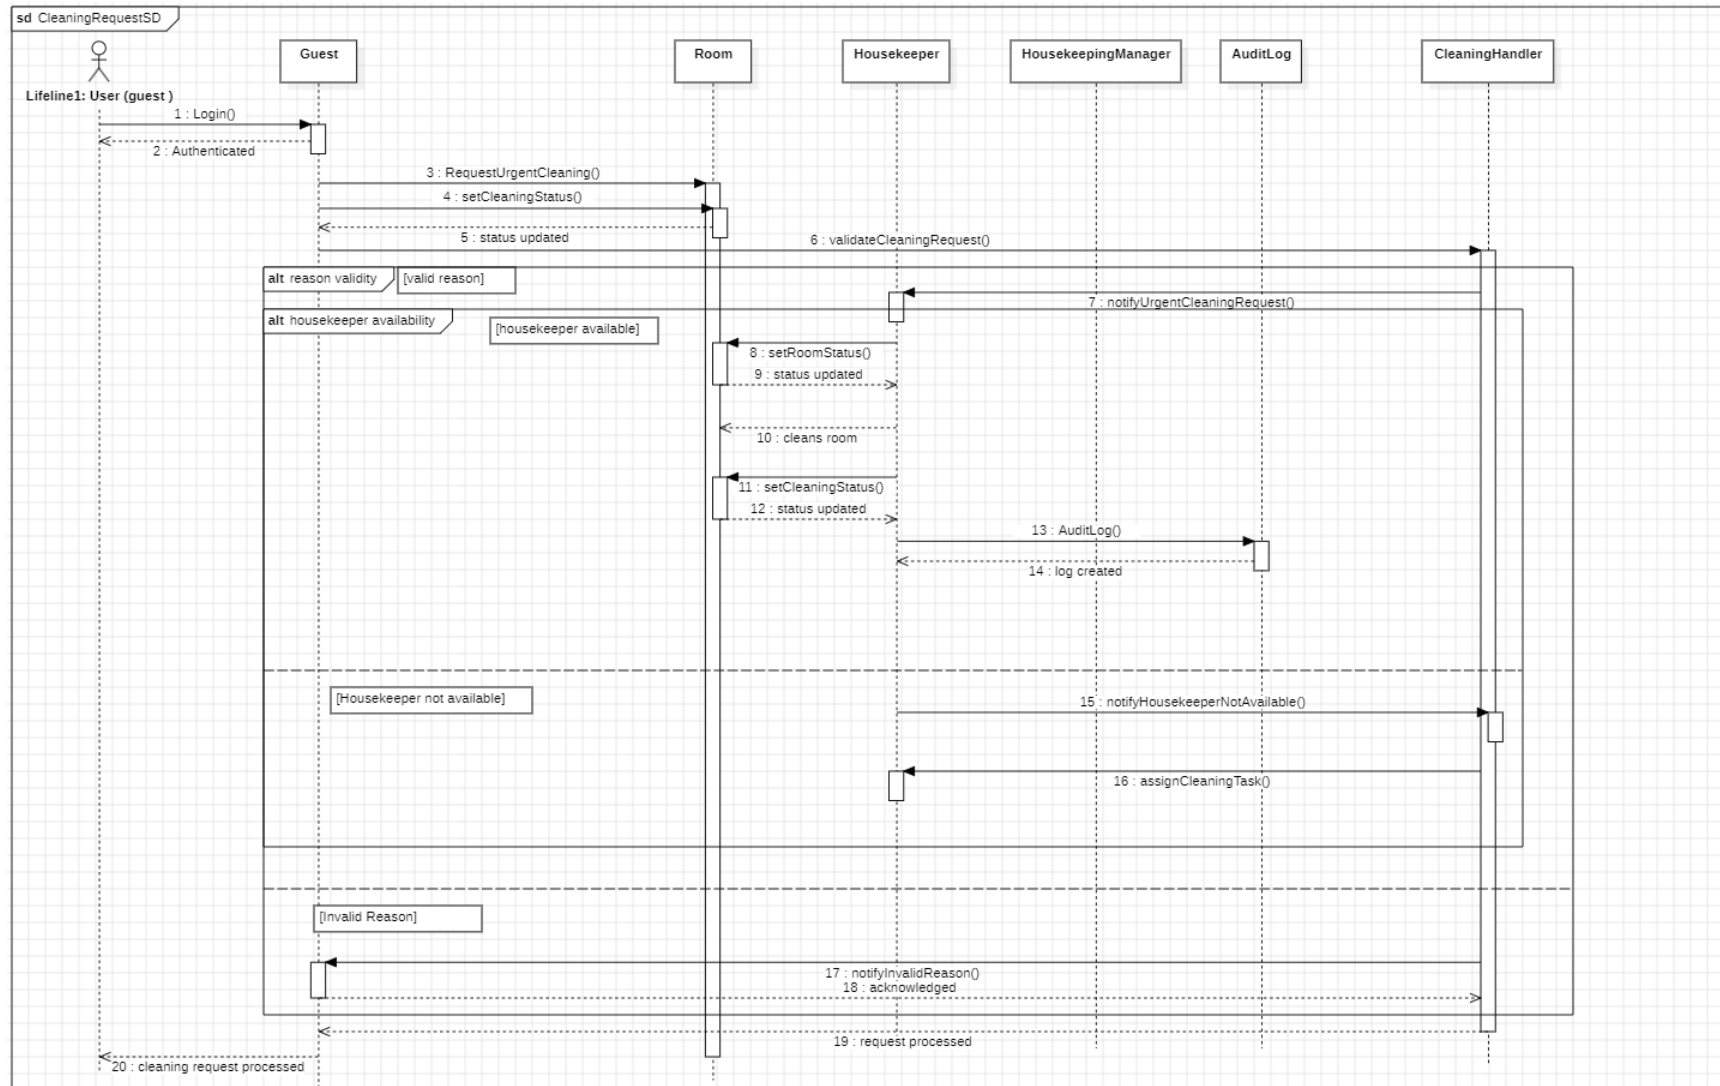 sd CleaningRequestSD
Guest
Room
Housekeeper
HousekeepingManager
AuditLog
CleaningHandler
Lifeline1: User (guest )
1 : Login()
2 : Authenticated
3 : RequestUrgentCleaning()
4 : setCleaningStatus()
5 : status updated
6 : validateCleaningRequest()
alt reason validity
[valid reason]
7 : notifyUrgentCleaningRequest()
alt housekeeper availability
[housekeeper available]
8 : setRoomStatus()
9 : status updated
10 : cleans room
11 : setCleaningStatus()
12 : status updated
13 : AuditLog()
14 : log created
[Housekeeper not available]
15 : notifyHousekeeperNotAvailable()
16 : assignCleaningTask()
[Invalid Reason]
17 : notifyInvalidReason()
18 : acknowledged
19 : request processed
20 : cleaning request processed